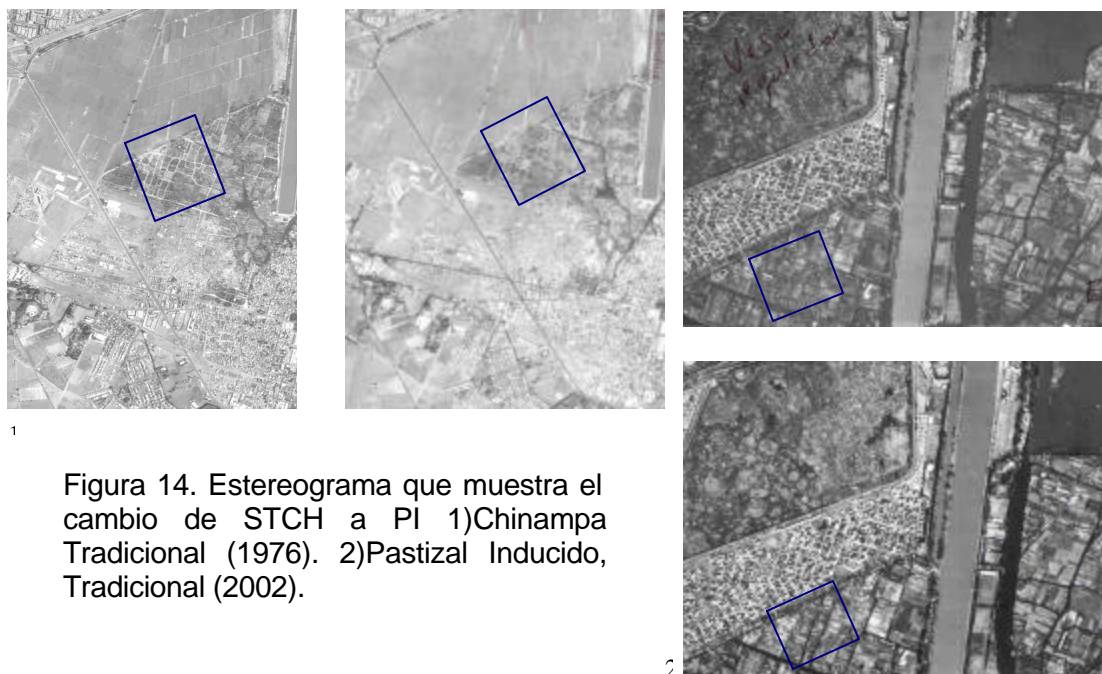 1
Figura 14. Estereograma que muestra el
cambio de STCH a PI 1)Chinampa
Tradicional (1976). 2)Pastizal Inducido,
Tradicional (2002).
2